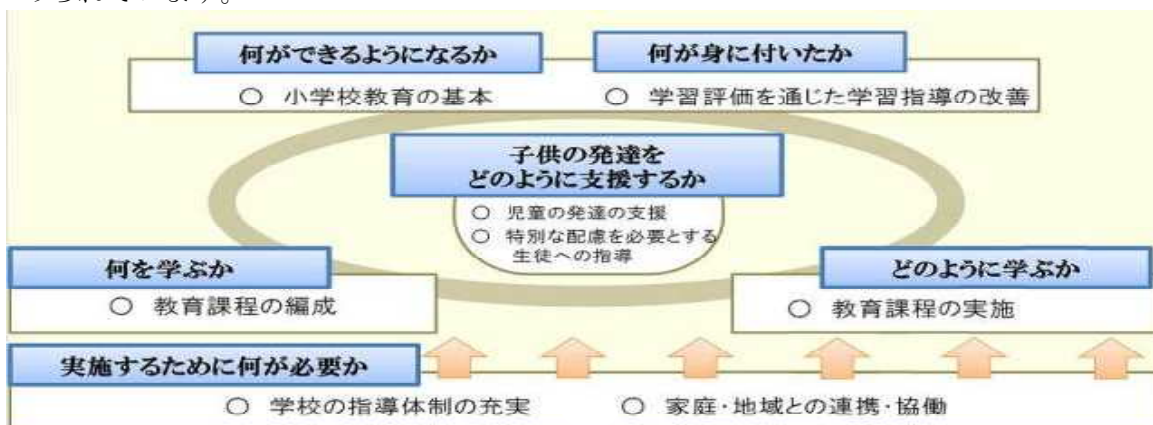 何ができるようになるか
何が身に付いたか
○ 小学校教育の基本
○ 学習評価を通じた学習指導の改善
子供の発達を
どのように支援するか
○ 児童の発達の支援
○ 特別な配慮を必要とする
生徒への指導
何を学ぶか
○ 教育課程の編成
どのように学ぶか
○ 教育課程の実施
実施するために何が必要か
○ 学校の指導体制の充実
○ 家庭・地域との連携・協働